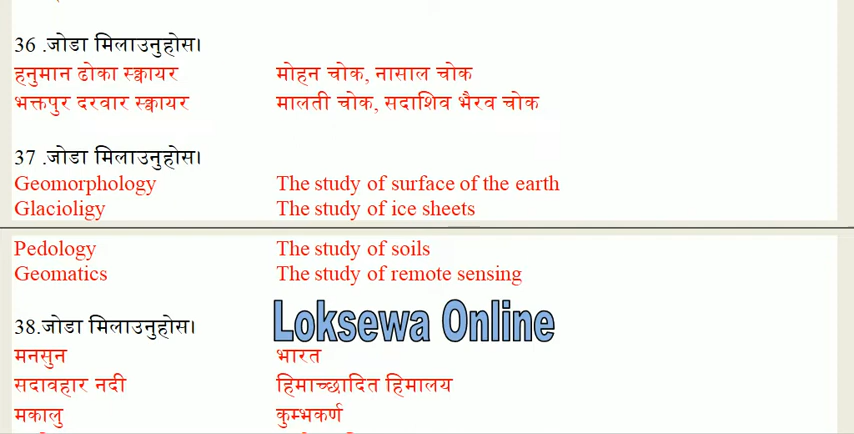 36 .जोडा मिलाउनुहोस।
हनुमान ढोका स्क्वायर मोहन चोक, नासाल चोक
भक्तपुर दरवार स्क्वायर मालती चोक, सदाशिव भैरव चोक
37 .जोडा मिलाउनुहोस।
Geomorphology The study of surface of the earth
Glacioligy The study of ice sheets
Pedology The study of soils
Geomatics The study of remote sensing
Loksewa Online
38.जोडा मिलाउनुहोस।
मनसुन भारत
सदावहार नदी हिमाच्छादित हिमालय
मकालु कुम्भकर्ण